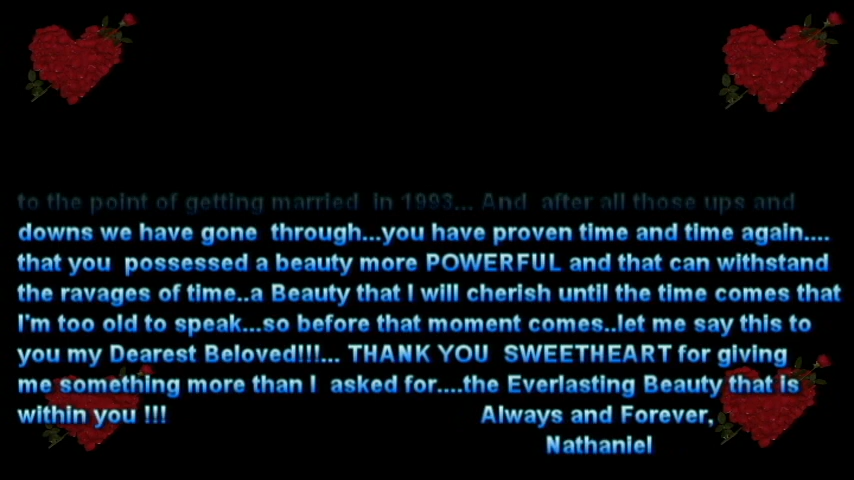 to the point of getting married in 1993... And after all those ups and
downs we have gone through...you have proven time and time again....
that you possessed a beauty more POWERFUL and that can withstand
the ravages of time..a Beauty that I will cherish until the time comes that
I'm too old to speak...so before that moment comes..let me say this to
you my Dearest Beloved!!!... THANK YOU SWEETHEART for giving
me something more than I asked for....the Everlasting Beauty that is
within you !!! Always and Forever,
Nathaniel